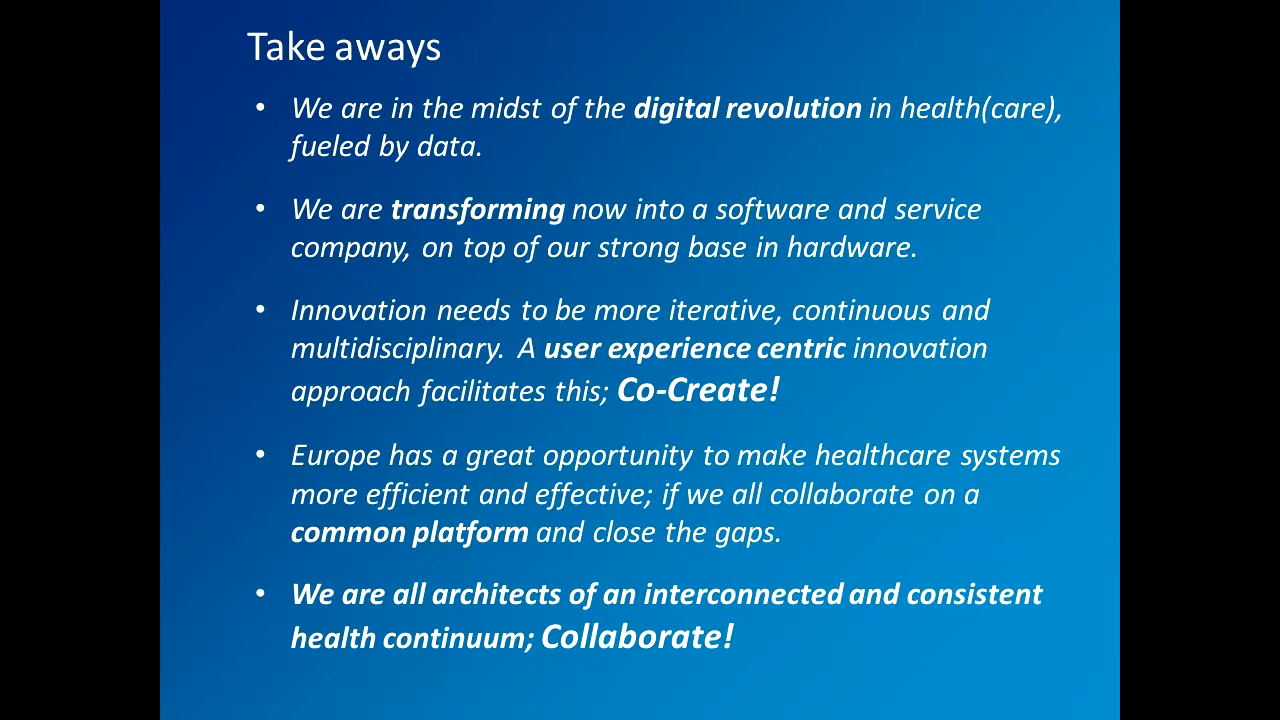 Take aways
• We are in the midst of the digital revolution in health(care),
fueled by data.
• We are transforming now into a software and service
company, on top of our strong base in hardware.
• Innovation needs to be more iterative, continuous and
multidisciplinary. A user experience centric innovation
approach facilitates this; Co-Create!
• Europe has a great opportunity to make healthcare systems
more efficient and effective; if we all collaborate on a
common platform and close the gaps.
• We are all architects of an interconnected and consistent
health continuum; Collaborate!